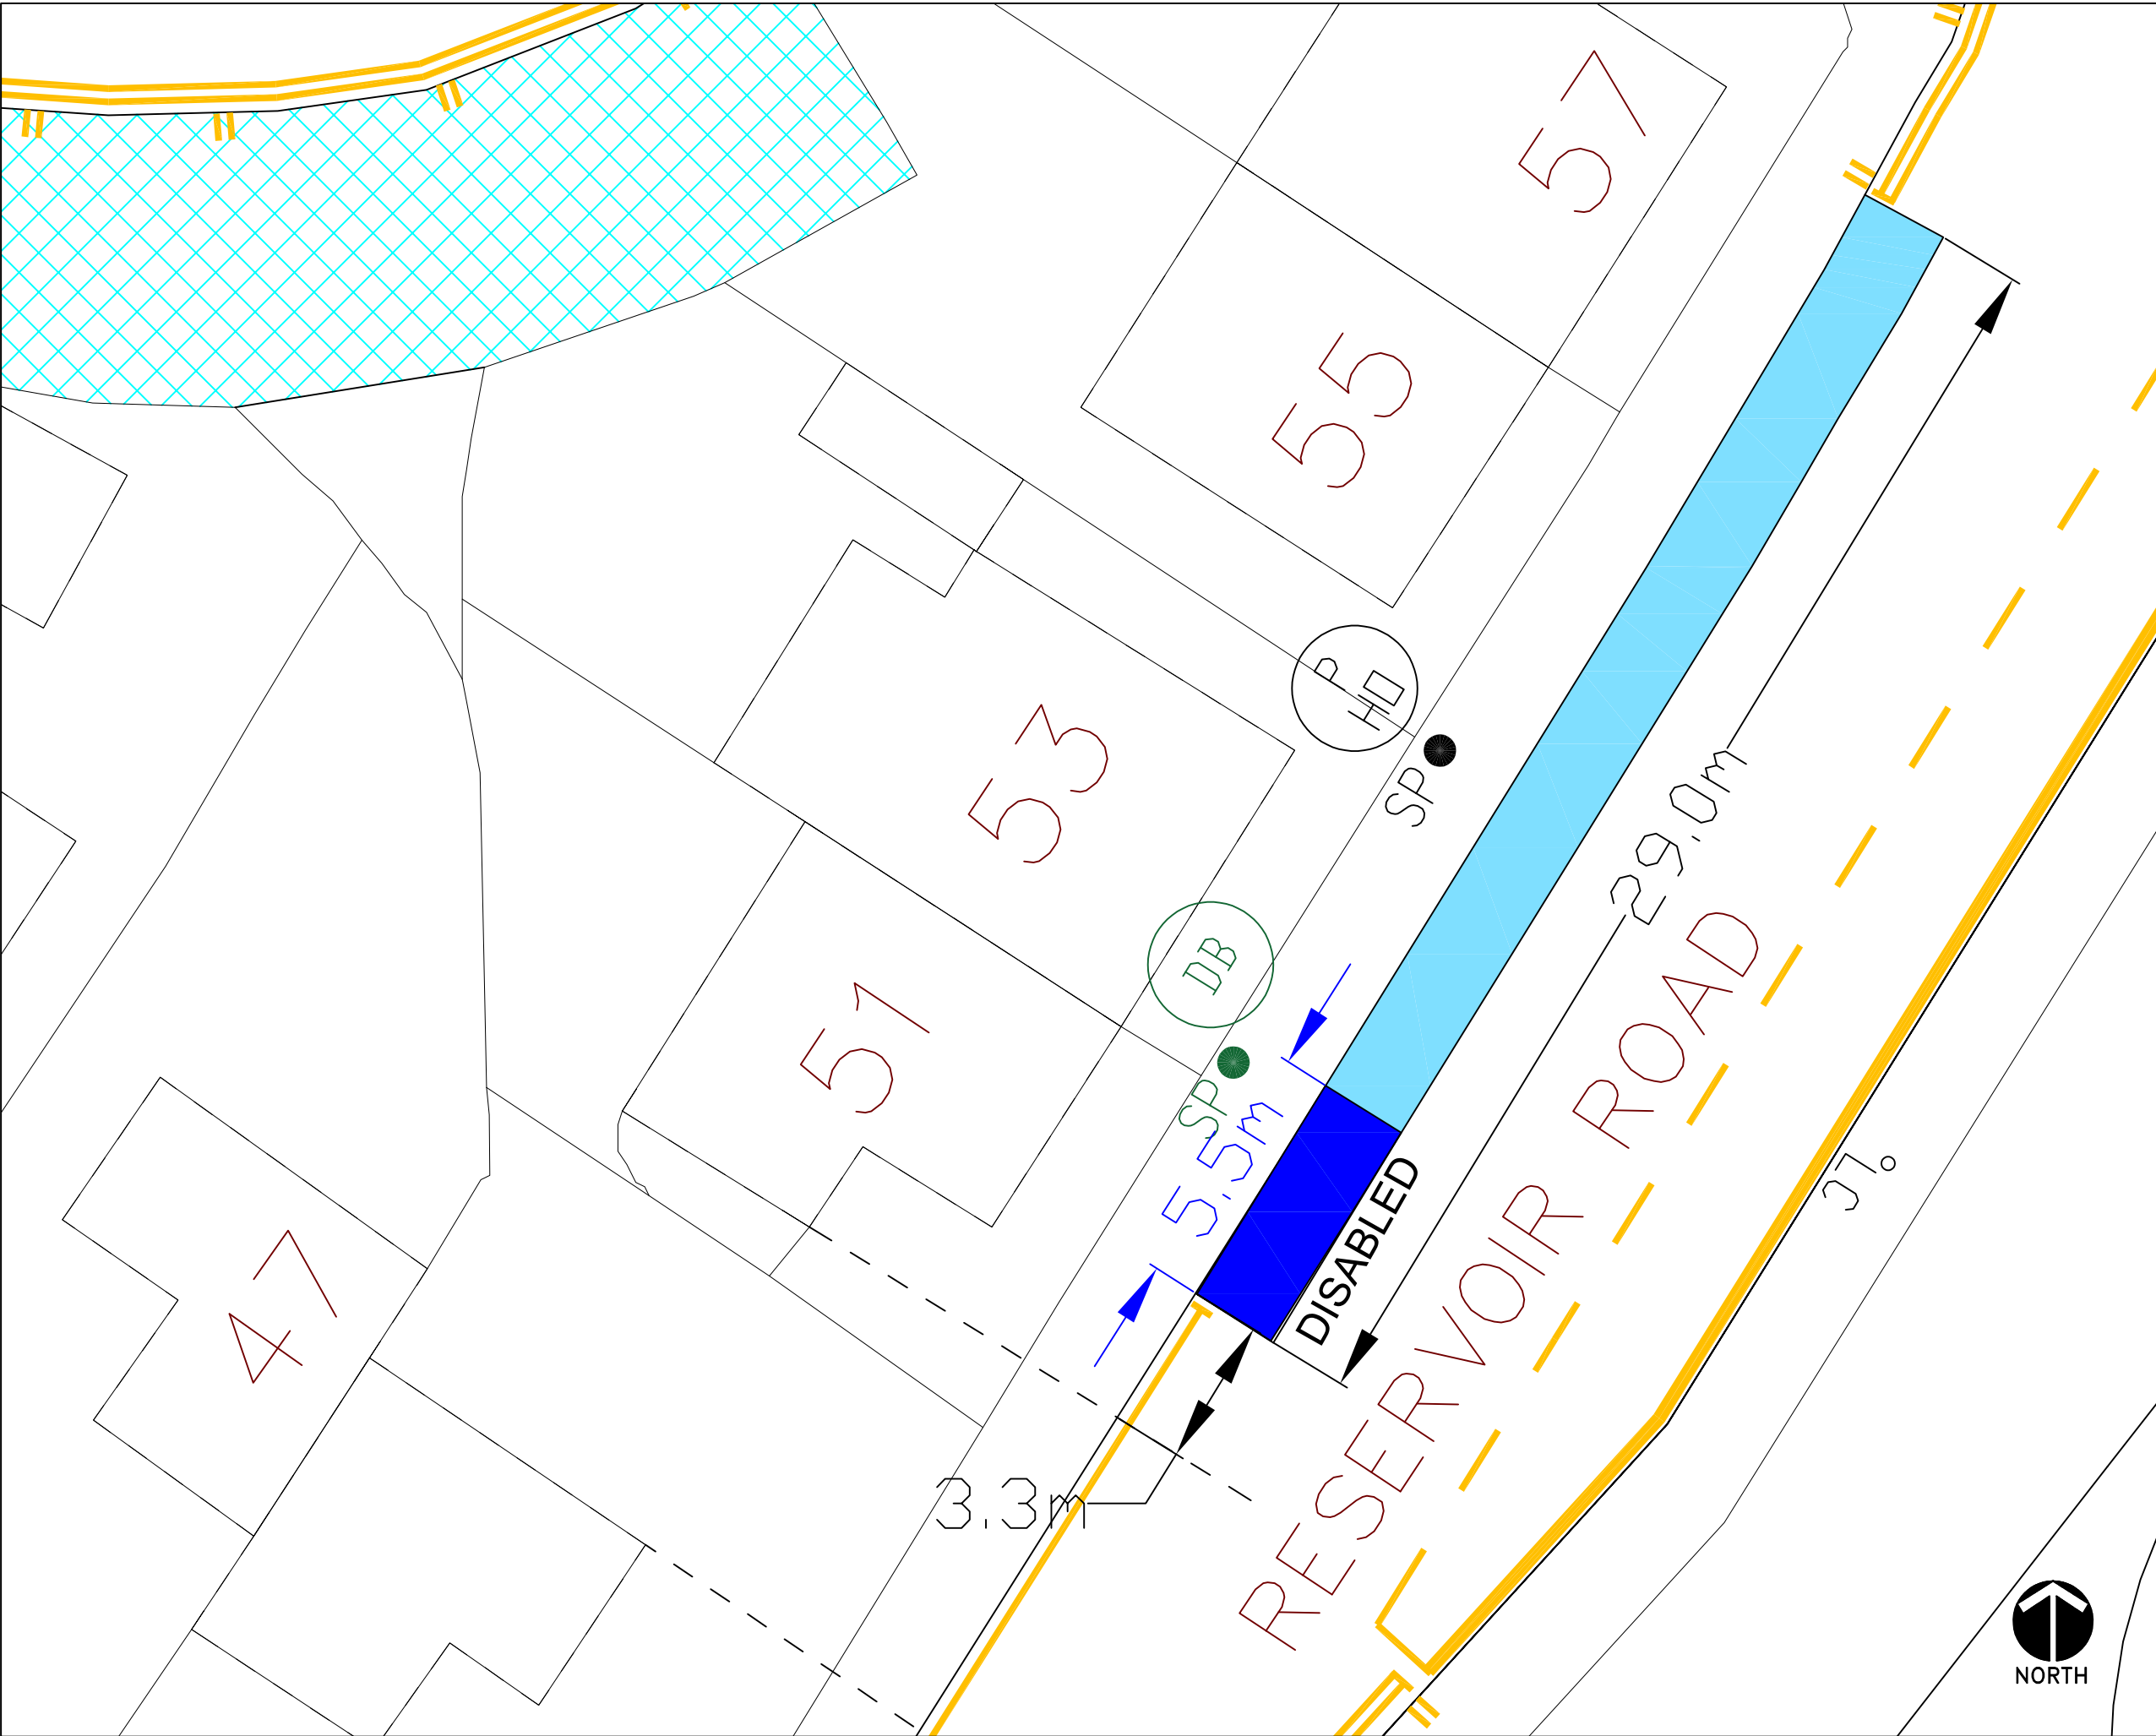 57
55
P
HD
SP
53
29,0m
DB
51
SP
5,5m
DISABLED
RESERVOIR ROAD
J1°
47
3.3m
NORTH